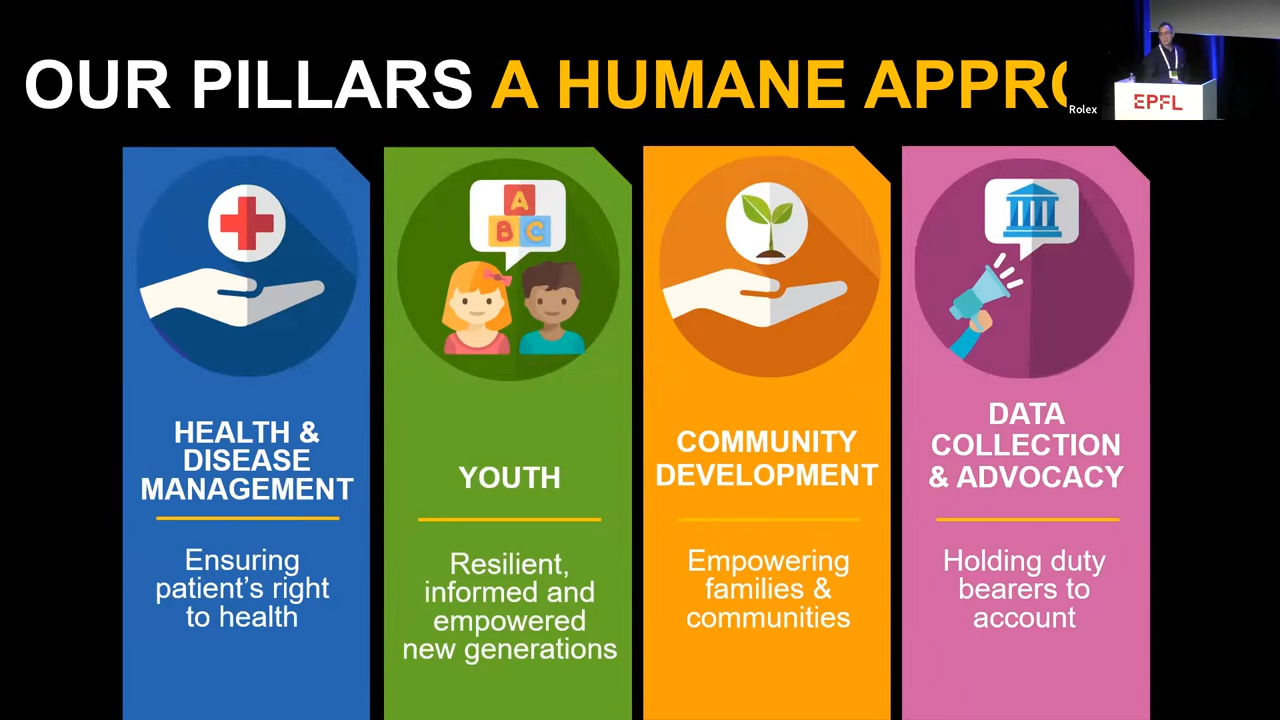 OUR PILLARS A HUMANE APPRO
Rolex
EPFL
A
B C
HEALTH &
DISEASE
MANAGEMENT
Ensuring
patient's right
to health
YOUTH
Resilient,
informed and
empowered
new generations
COMMUNITY
DEVELOPMENT
Empowering
families &
communities
DATA
COLLECTION
& ADVOCACY
Holding duty
bearers to
account